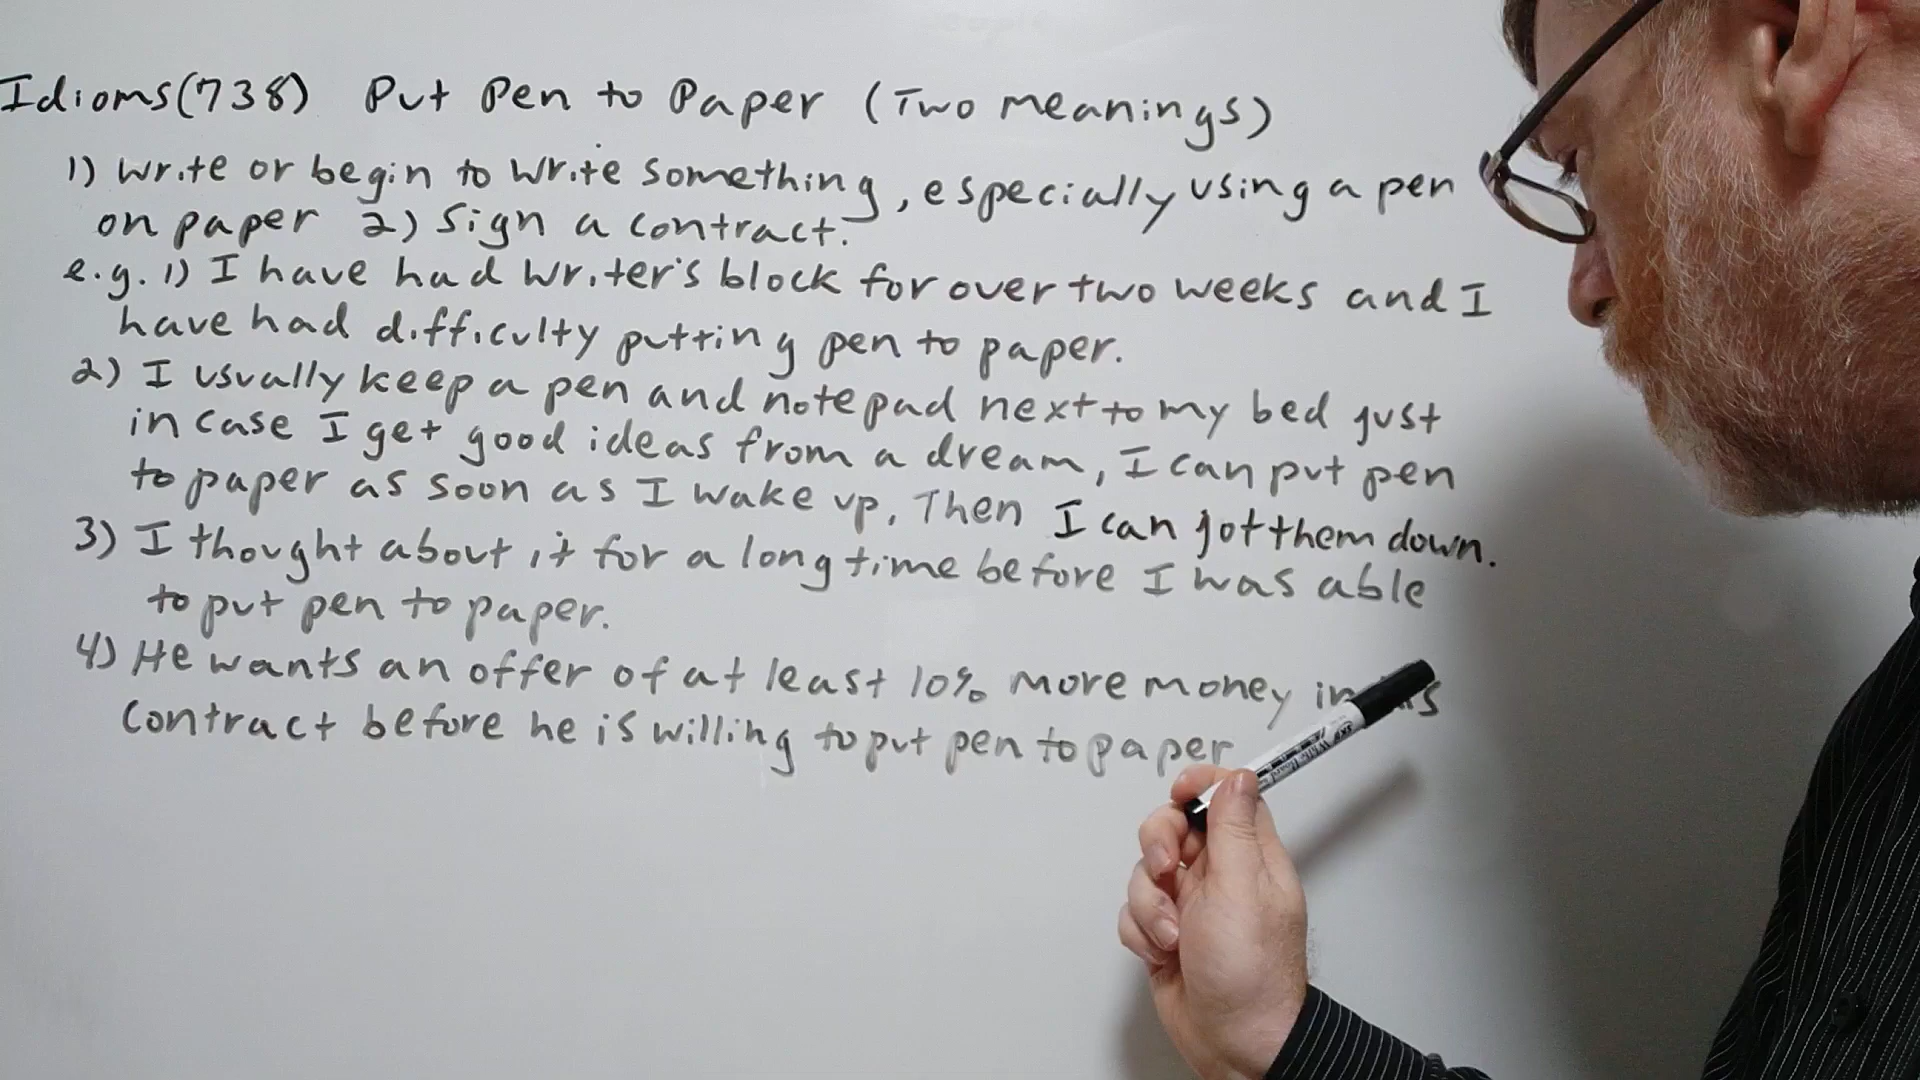 Idioms(738) Put Pen to Paper (Two meanings)
1) Write or begin to write something, especially using a pen
on paper 2) Sign a contract.
e.g. 1) I have had writer's block for over two weeks and I
have had difficulty putting pen to paper.
2) I usually keep a pen and notepad next to my bed just
in case I get good ideas from a dream, I can put pen
to paper as soon as I wake up. Then I can jot them down.
3) I thought about it for a long time before I was able
to put pen to paper.
4) He wants an offer of at least 10% more money in
contract before he is willing to put pen to paper